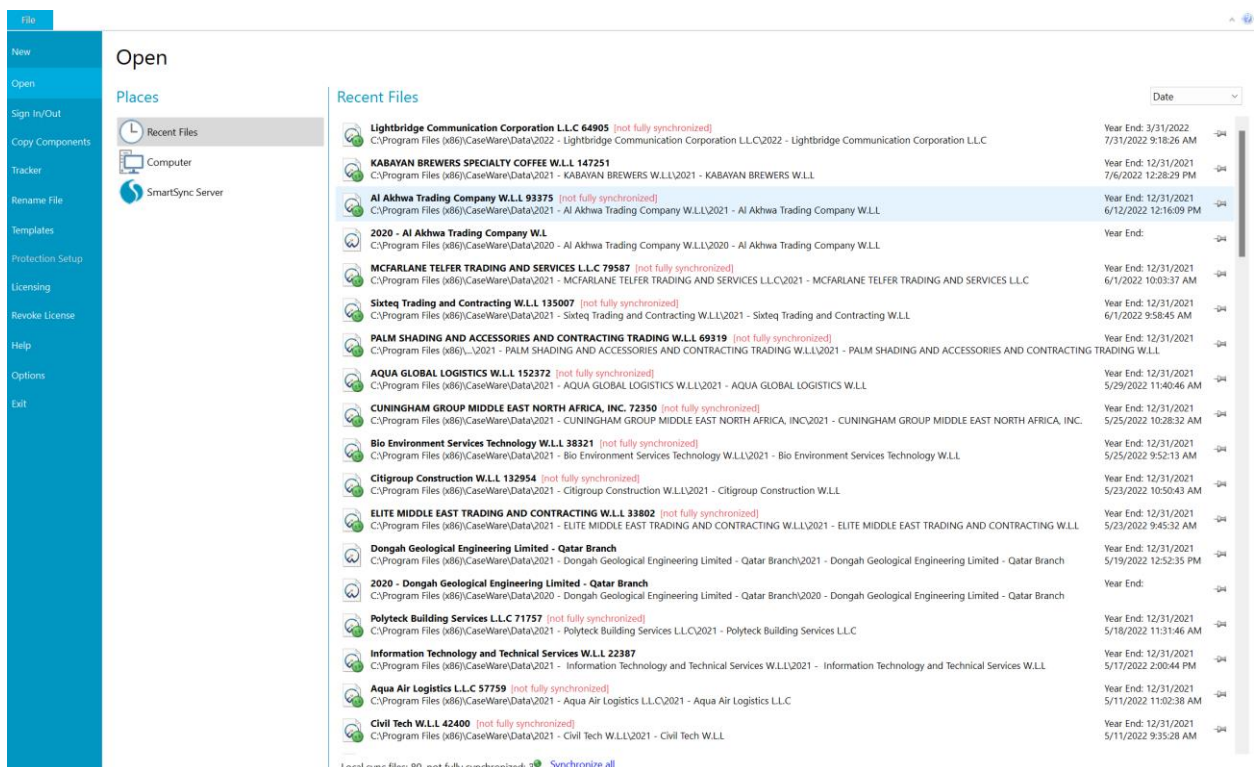 File
New
Open
Sign In/Out
Copy Components
Tracker
Rename File
Templates
Protection Setup
Licensing
Revoke License
Help
Options
Exit
Open
Places
Recent Files
Computer
SmartSync Server
Recent Files
Date
Lightbridge Communication Corporation L.L.C 64905 [not fully synchronized]
C:\Program Files (x86)\CaseWare\Data\2022 - Lightbridge Communication Corporation L.L.C\2022 - Lightbridge Communication Corporation L.L.C
Year End: 3/31/2022
7/31/2022 9:18:26 AM
KABAYAN BREWERS SPECIALTY COFFEE W.L.L 147251
C:\Program Files (x86)\CaseWare\Data\2021 - KABAYAN BREWERS W.L.L\2021 - KABAYAN BREWERS W.L.L
Year End: 12/31/2021
7/6/2022 12:28:29 PM
Al Akhwa Trading Company W.L.L 93375 [not fully synchronized]
C:\Program Files (x86)\CaseWare\Data\2021 - Al Akhwa Trading Company W.L.L\2021 - Al Akhwa Trading Company W.L.L
Year End: 12/31/2021
6/12/2022 12:16:09 PM
2020 - Al Akhwa Trading Company W.L
C:\Program Files (x86)\CaseWare\Data\2020 - Al Akhwa Trading Company W.L.L\2020 - Al Akhwa Trading Company W.L.L
Year End:
MCFARLANE TELFER TRADING AND SERVICES L.L.C 79587 [not fully synchronized]
C:\Program Files (x86)\CaseWare\Data\2021 - MCFARLANE TELFER TRADING AND SERVICES L.L.C\2021 - MCFARLANE TELFER TRADING AND SERVICES L.L.C
Year End: 12/31/2021
6/1/2022 10:03:37 AM
Sixteq Trading and Contracting W.L.L 135007 [not fully synchronized]
C:\Program Files (x86)\CaseWare\Data\2021 - Sixteq Trading and Contracting W.L.L\2021 - Sixteq Trading and Contracting W.L.L
Year End: 12/31/2021
6/1/2022 9:58:45 AM
PALM SHADING AND ACCESSORIES AND CONTRACTING TRADING W.L.L 69319 [not fully synchronized]
C:\Program Files (x86)\...\2021 - PALM SHADING AND ACCESSORIES AND CONTRACTING TRADING W.L.L\2021 - PALM SHADING AND ACCESSORIES AND CONTRACTING TRADING W.L.L
Year End: 12/31/2021
AQUA GLOBAL LOGISTICS W.L.L 152372 [not fully synchronized]
C:\Program Files (x86)\CaseWare\Data\2021 - AQUA GLOBAL LOGISTICS W.L.L\2021 - AQUA GLOBAL LOGISTICS W.L.L
Year End: 12/31/2021
5/29/2022 11:40:46 AM
CUNINGHAM GROUP MIDDLE EAST NORTH AFRICA, INC. 72350 [not fully synchronized]
C:\Program Files (x86)\CaseWare\Data\2021 - CUNINGHAM GROUP MIDDLE EAST NORTH AFRICA, INC\2021 - CUNINGHAM GROUP MIDDLE EAST NORTH AFRICA, INC.
Year End: 12/31/2021
5/25/2022 10:28:32 AM
Bio Environment Services Technology W.L.L 38321 [not fully synchronized]
C:\Program Files (x86)\CaseWare\Data\2021 - Bio Environment Services Technology W.L.L\2021 - Bio Environment Services Technology W.L.L
Year End: 12/31/2021
5/25/2022 9:52:13 AM
Citigroup Construction W.L.L 132954 [not fully synchronized]
C:\Program Files (x86)\CaseWare\Data\2021 - Citigroup Construction W.L.L\2021 - Citigroup Construction W.L.L
Year End: 12/31/2021
5/23/2022 10:50:43 AM
ELITE MIDDLE EAST TRADING AND CONTRACTING W.L.L 33802 [not fully synchronized]
C:\Program Files (x86)\CaseWare\Data\2021 - ELITE MIDDLE EAST TRADING AND CONTRACTING W.L.L\2021 - ELITE MIDDLE EAST TRADING AND CONTRACTING W.L.L
Year End: 12/31/2021
5/23/2022 9:45:32 AM
Dongah Geological Engineering Limited - Qatar Branch
C:\Program Files (x86)\CaseWare\Data\2021 - Dongah Geological Engineering Limited - Qatar Branch\2021 - Dongah Geological Engineering Limited - Qatar Branch
Year End: 12/31/2021
5/19/2022 12:52:35 PM
2020 - Dongah Geological Engineering Limited - Qatar Branch
C:\Program Files (x86)\CaseWare\Data\2020 - Dongah Geological Engineering Limited - Qatar Branch\2020 - Dongah Geological Engineering Limited - Qatar Branch
Year End:
Polyteck Building Services L.L.C 71757 [not fully synchronized]
C:\Program Files (x86)\CaseWare\Data\2021 - Polyteck Building Services L.L.C\2021 - Polyteck Building Services L.L.C
Year End: 12/31/2021
5/18/2022 11:31:46 AM
Information Technology and Technical Services W.L.L 22387
C:\Program Files (x86)\CaseWare\Data\2021 -  Information Technology and Technical Services W.L.L\2021 -  Information Technology and Technical Services W.L.L
Year End: 12/31/2021
5/17/2022 2:00:44 PM
Aqua Air Logistics L.L.C 57759 [not fully synchronized]
C:\Program Files (x86)\CaseWare\Data\2021 - Aqua Air Logistics L.L.C\2021 - Aqua Air Logistics L.L.C
Year End: 12/31/2021
5/11/2022 11:02:38 AM
Civil Tech W.L.L 42400 [not fully synchronized]
C:\Program Files (x86)\CaseWare\Data\2021 - Civil Tech W.L.L\2021 - Civil Tech W.L.L
Year End: 12/31/2021
5/11/2022 9:35:28 AM
Local sync files: 80, not fully synchronized: Synchronize all